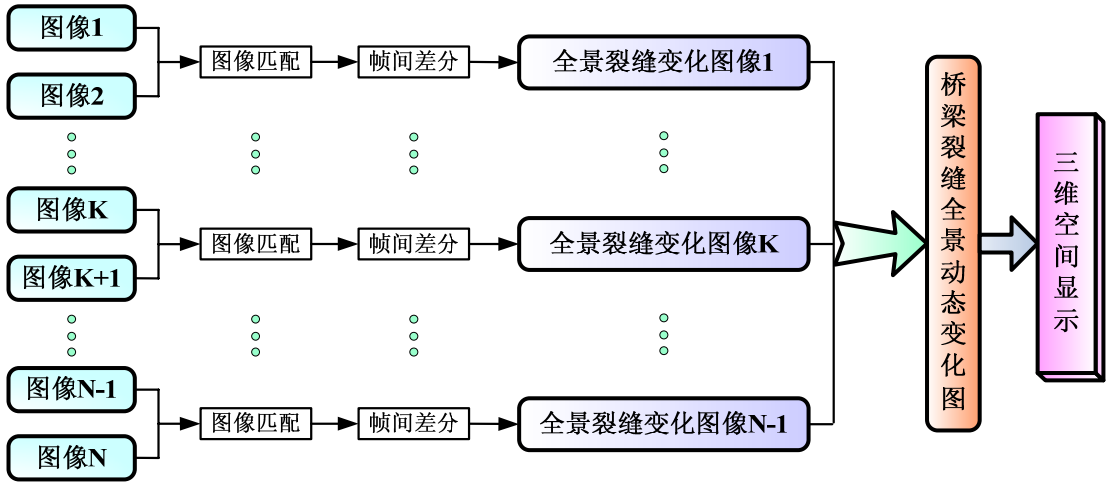 图像1
图像2
图像匹配
帧间差分
全景裂缝变化图像1
图像K
图像K+1
图像匹配
帧间差分
全景裂缝变化图像K
图像N-1
图像N
图像匹配
帧间差分
全景裂缝变化图像N-1
桥梁裂缝全景动态变化图
三维空间显示